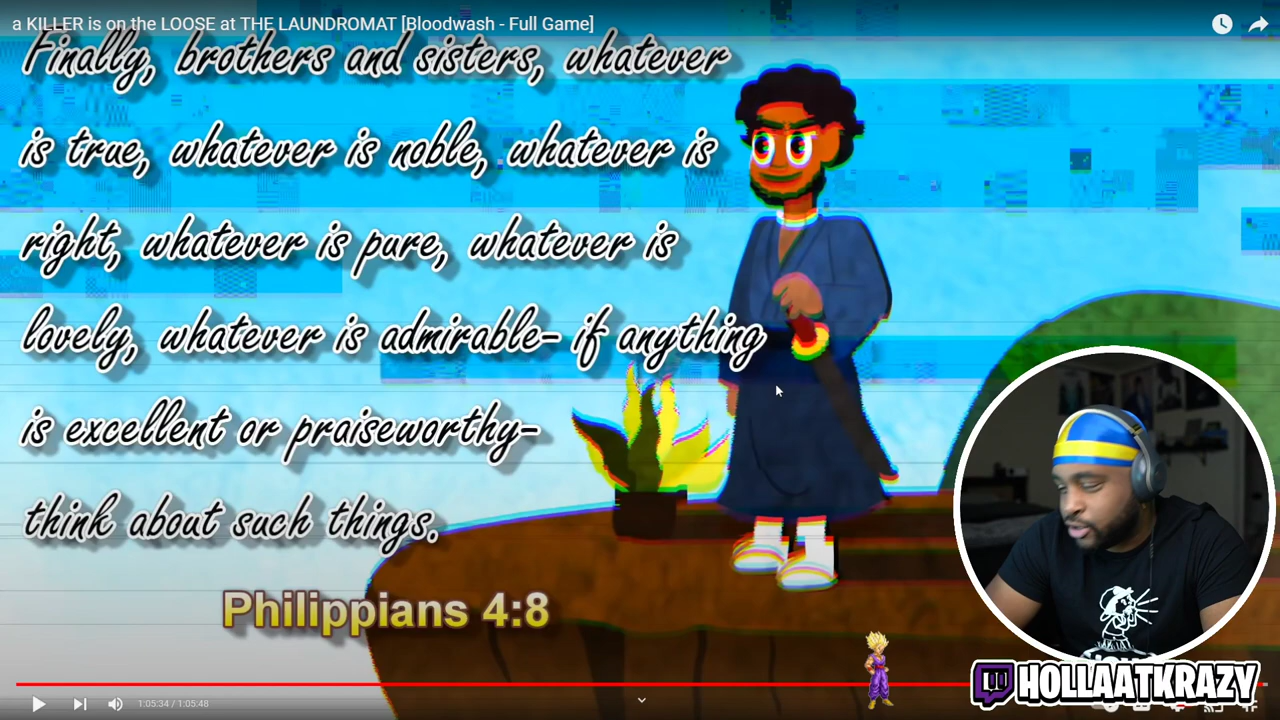 a KILLER is on the LOOSE at THE LAUNDROMAT [Bloodwash - Full Game]
Finally, brothers and sisters, whatever
is true, whatever is noble, whatever is
right, whatever is pure, whatever is
lovely, whatever is admirable- if anything
is excellent or praiseworthy-
think about such things.
Philippians 4:8
HOLLAATKRAZY
1:05:34 / 1:05:48